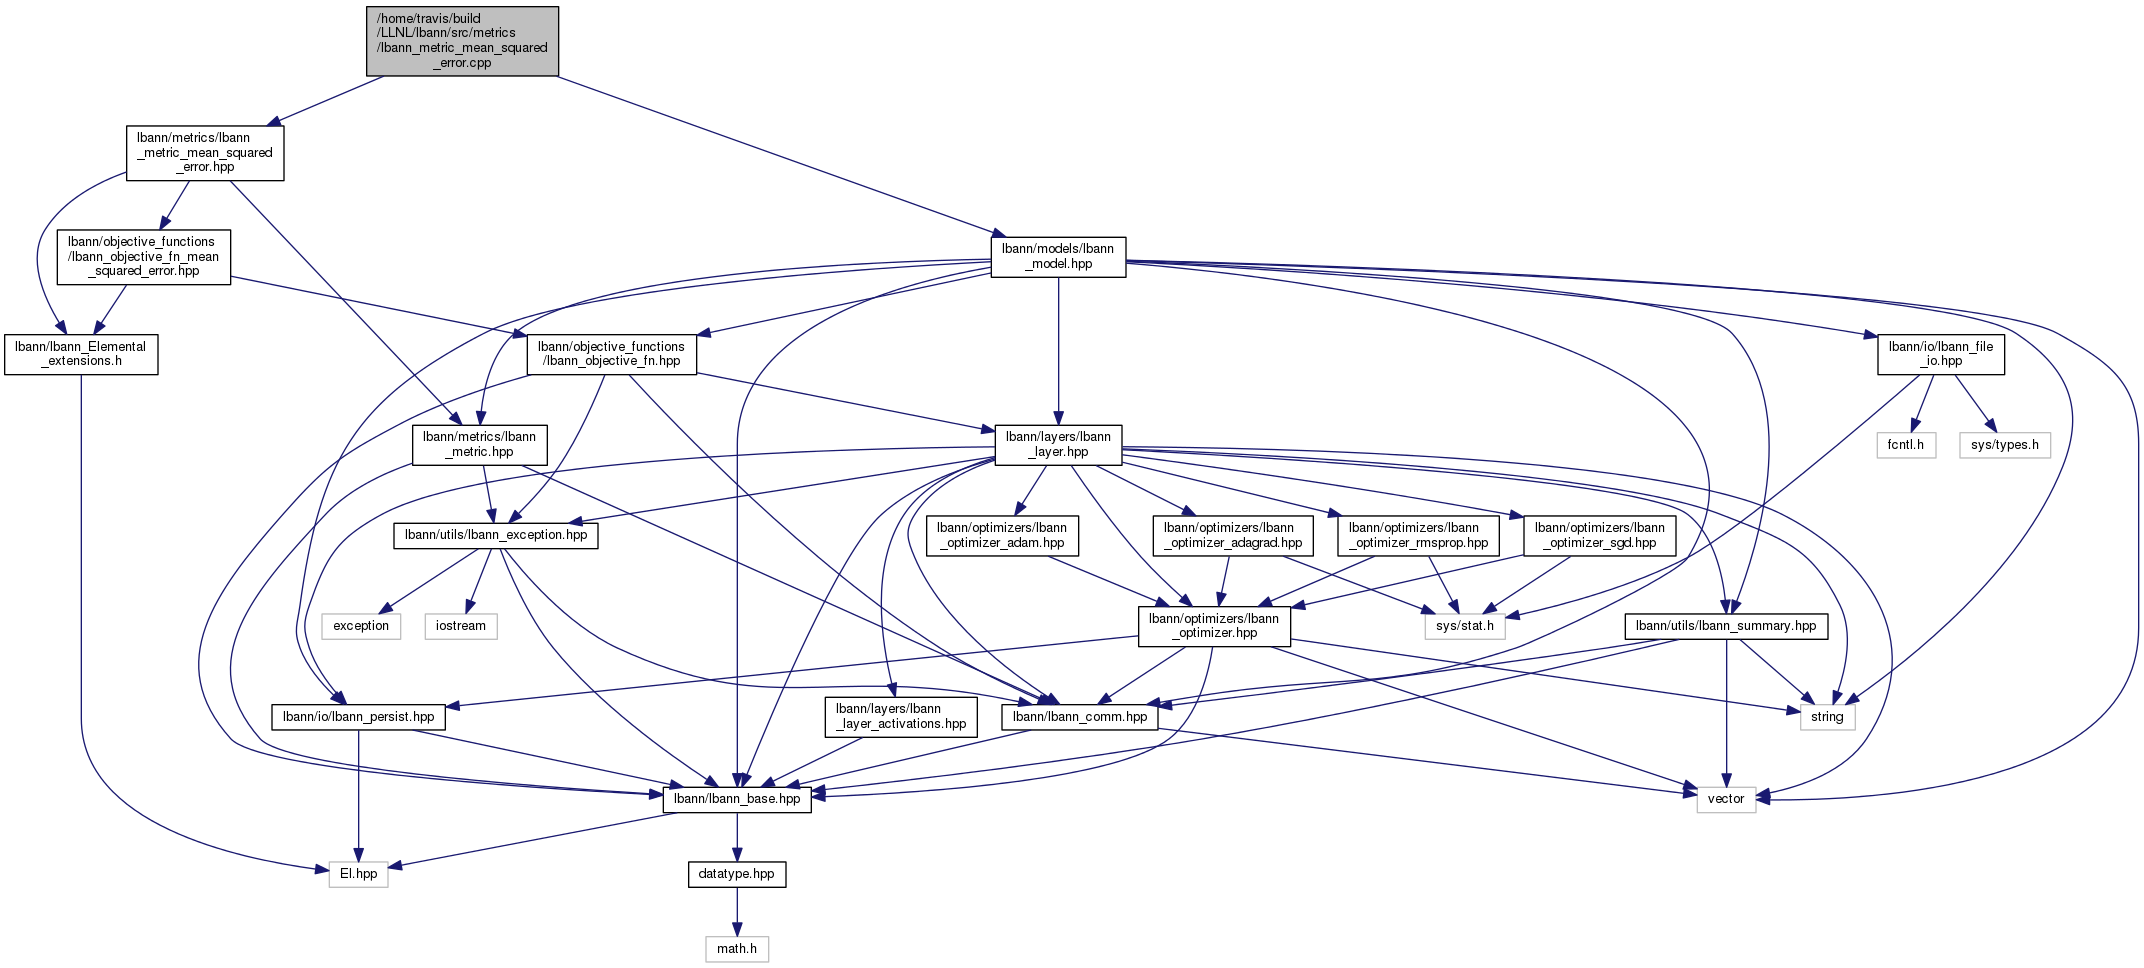 /home/travis/build
/LLNL/lbann/src/metrics
/lbann_metric_mean_squared
_error.cpp
lbann/metrics/lbann
_metric_mean_squared
_error.hpp
lbann/objective_functions
/lbann_objective_fn_mean
_squared_error.hpp
lbann/models/lbann
_model.hpp
lbann/lbann_Elemental
_extensions.h
lbann/objective_functions
/lbann_objective_fn.hpp
lbann/io/lbann_file
_io.hpp
lbann/metrics/lbann
_metric.hpp
lbann/layers/lbann
_layer.hpp
fcntl.h
sys/types.h
lbann/utils/lbann_exception.hpp
lbann/optimizers/lbann
_optimizer_adam.hpp
lbann/optimizers/lbann
_optimizer_adagrad.hpp
lbann/optimizers/lbann
_optimizer_rmsprop.hpp
lbann/optimizers/lbann
_optimizer_sgd.hpp
exception
iostream
lbann/optimizers/lbann
_optimizer.hpp
sys/stat.h
lbann/utils/lbann_summary.hpp
lbann/io/lbann_persist.hpp
lbann/layers/lbann
_layer_activations.hpp
lbann/lbann_comm.hpp
string
lbann/lbann_base.hpp
vector
El.hpp
datatype.hpp
math.h